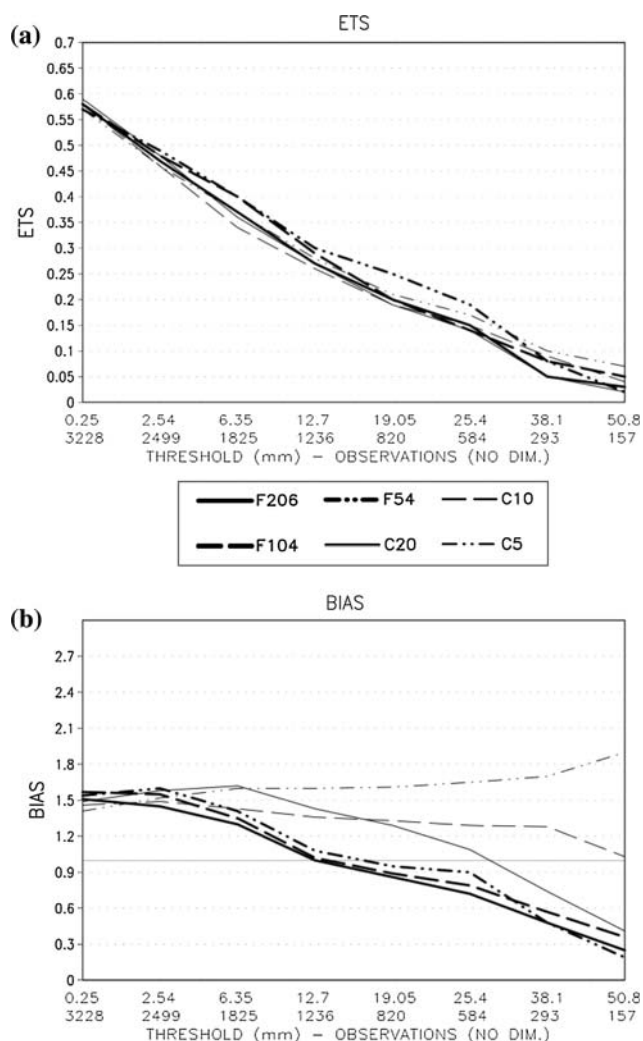 (a)
ETS
0.7
0.65
0.6
0.55
0.5
0.45
0.4
0.35
0.3
0.25
0.2
0.15
0.1
0.05
0
ETS
0.25 2.54 6.35 12.7 19.05 25.4 38.1 50.8
3228 2499 1825 1236 820 584 293 157
THRESHOLD (mm) – OBSERVATIONS (NO DIM.)
F206 F54 C10
F104 C20 C5
(b)
BIAS
2.7
2.4
2.1
1.8
1.5
1.2
0.9
0.6
0.3
0
BIAS
0.25 2.54 6.35 12.7 19.05 25.4 38.1 50.8
3228 2499 1825 1236 820 584 293 157
THRESHOLD (mm) – OBSERVATIONS (NO DIM.)